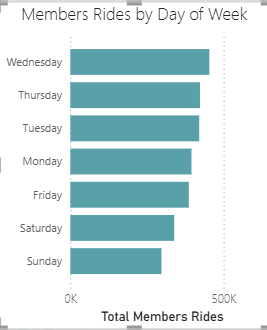 Members Rides by Day of Week
Wednesday
Thursday
Tuesday
Monday
Friday
Saturday
Sunday
0K 500K
Total Members Rides